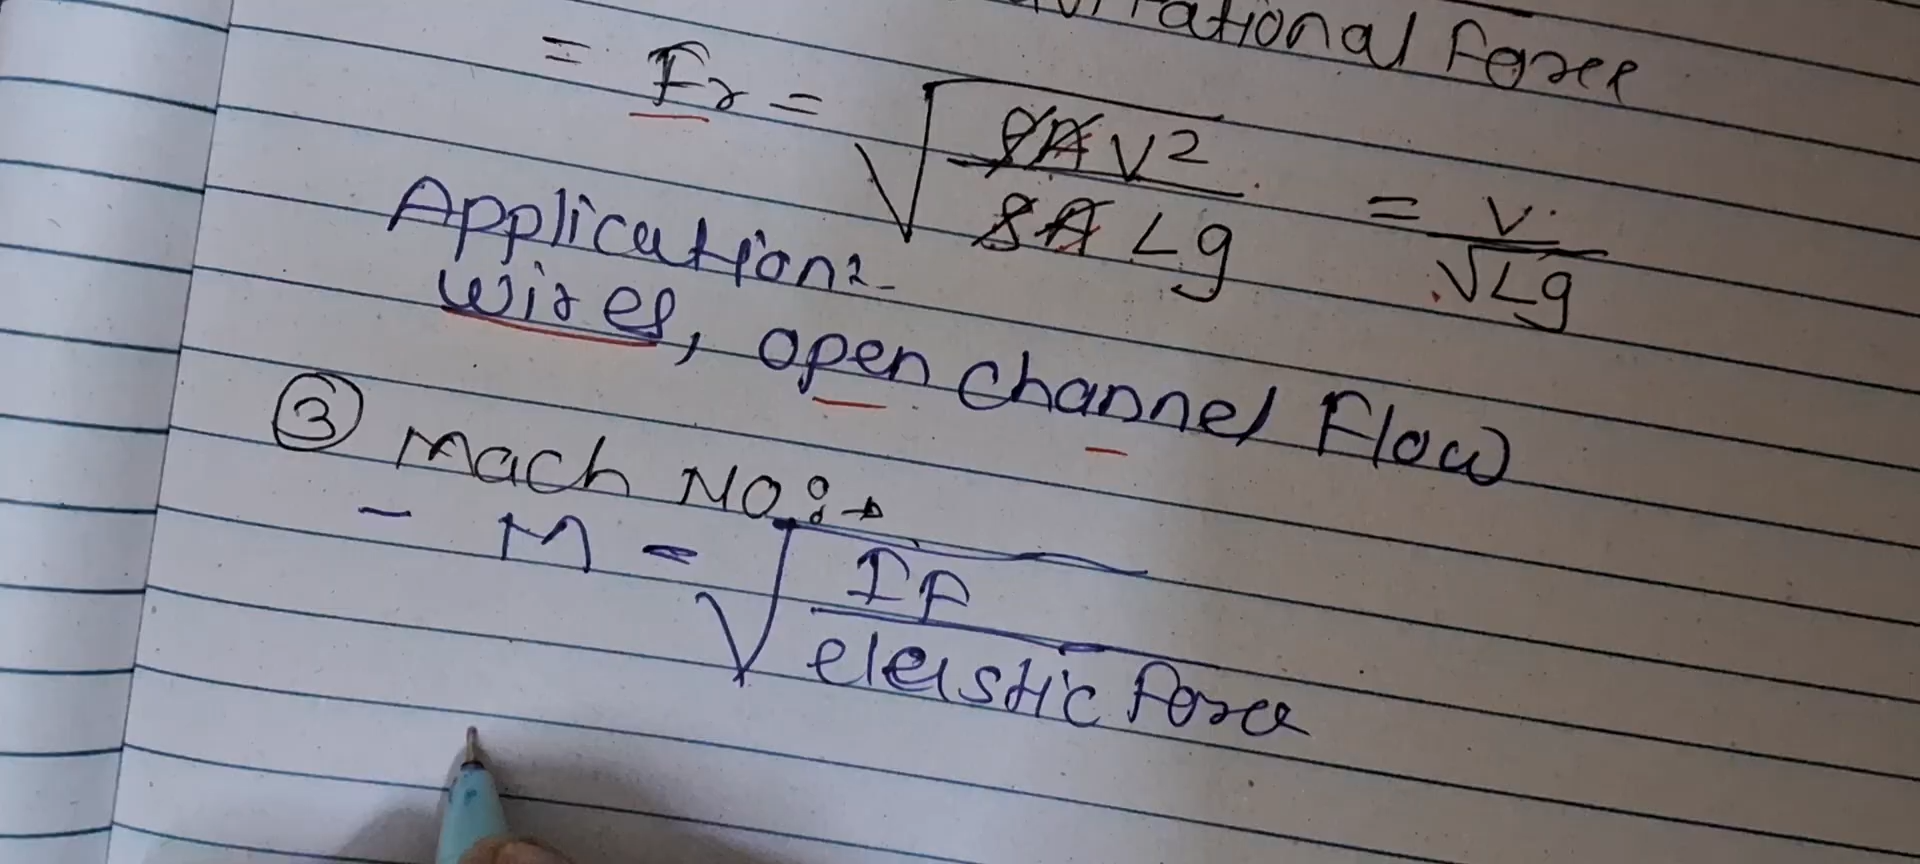 rational Force
= Fr = √ρAV²/ρALg = V/√Lg
Application:-
wires, open channel Flow
③ Mach NO:→
- M = √IF/elastic Force